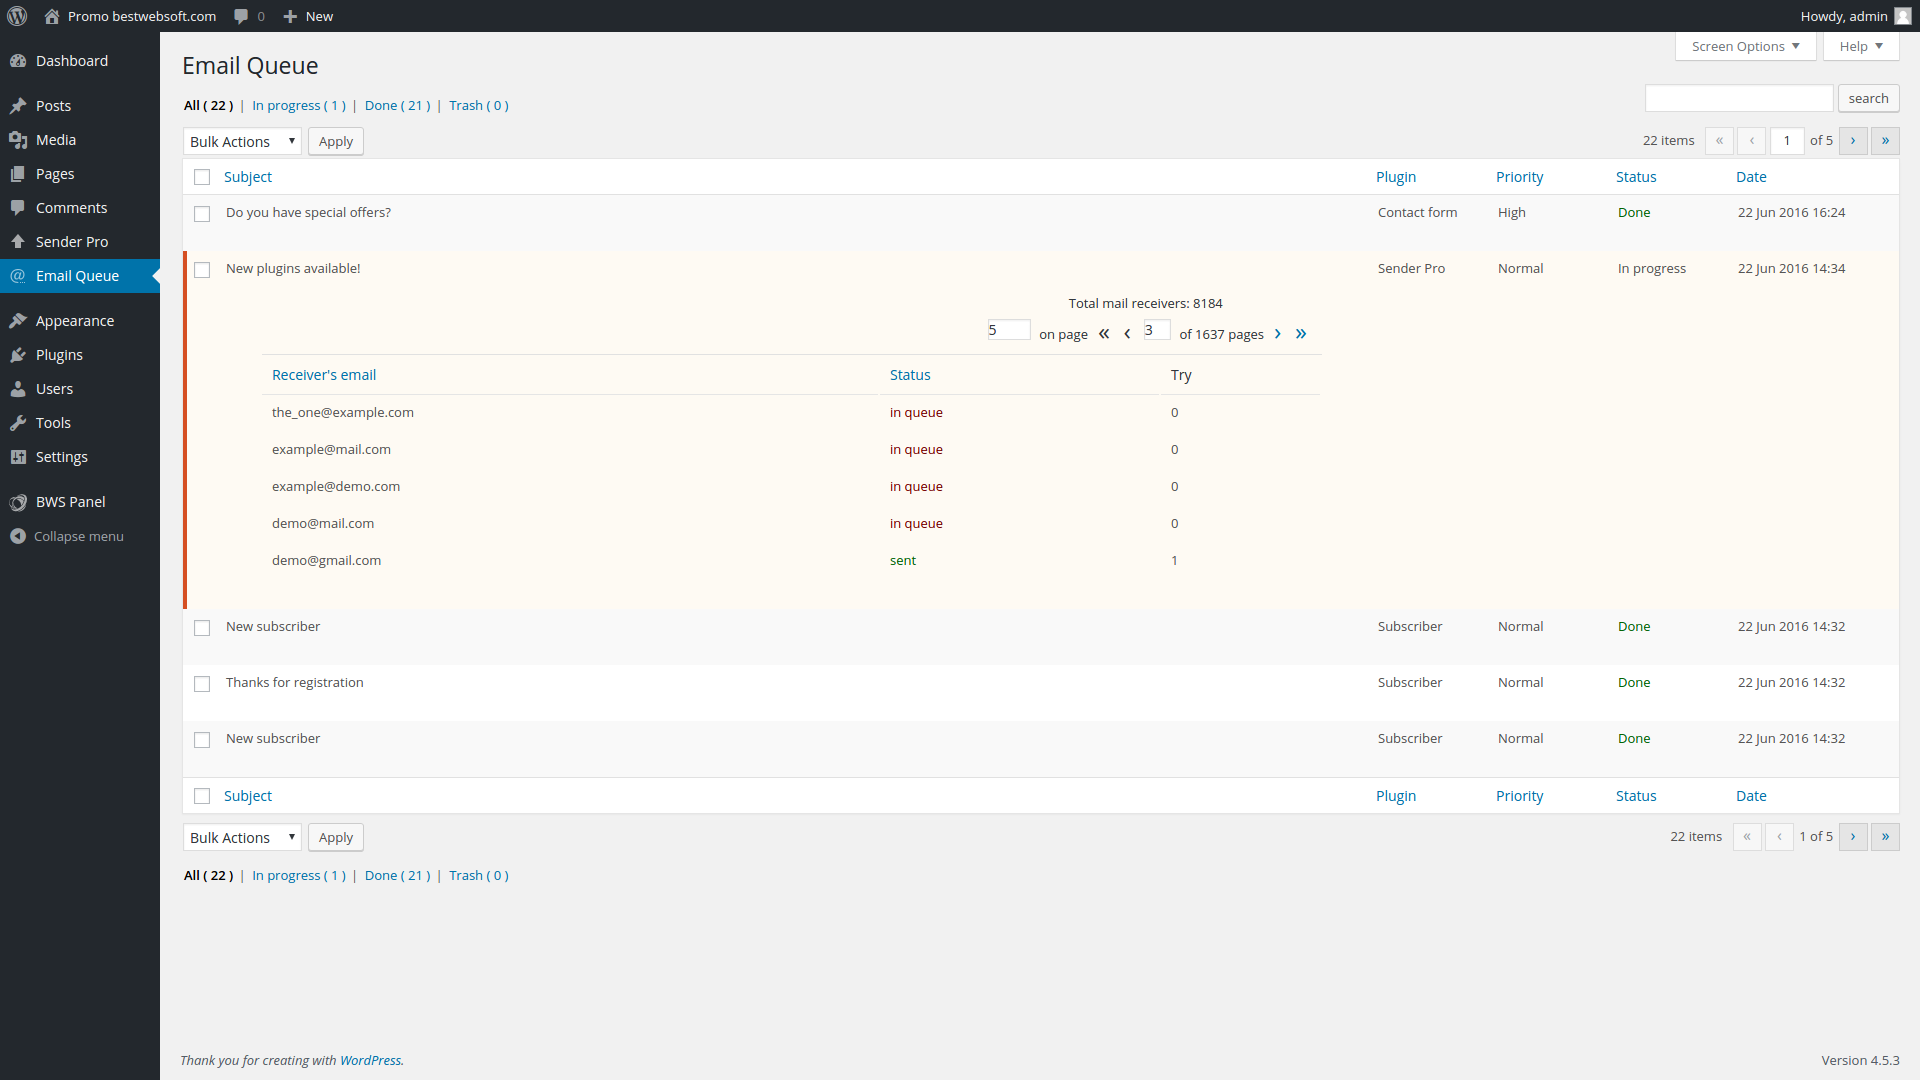 Promo bestwebsoft.com 0 New Howdy, admin
Dashboard
Posts
Media
Pages
Comments
Sender Pro
Email Queue
Appearance
Plugins
Users
Tools
Settings
BWS Panel
Collapse menu
Screen Options Help
Email Queue
All ( 22 ) | In progress ( 1 ) | Done ( 21 ) | Trash ( 0 )
search
Bulk Actions Apply 22 items « ‹ 1 of 5 › »
Subject Plugin Priority Status Date
Do you have special offers? Contact form High Done 22 Jun 2016 16:24
New plugins available! Sender Pro Normal In progress 22 Jun 2016 14:34
Total mail receivers: 8184
5 on page « ‹ 3 of 1637 pages › »
Receiver's email Status Try
the_one@example.com in queue 0
example@mail.com in queue 0
example@demo.com in queue 0
demo@mail.com in queue 0
demo@gmail.com sent 1
New subscriber Subscriber Normal Done 22 Jun 2016 14:32
Thanks for registration Subscriber Normal Done 22 Jun 2016 14:32
New subscriber Subscriber Normal Done 22 Jun 2016 14:32
Subject Plugin Priority Status Date
Bulk Actions Apply 22 items « ‹ 1 of 5 › »
All ( 22 ) | In progress ( 1 ) | Done ( 21 ) | Trash ( 0 )
Thank you for creating with WordPress. Version 4.5.3